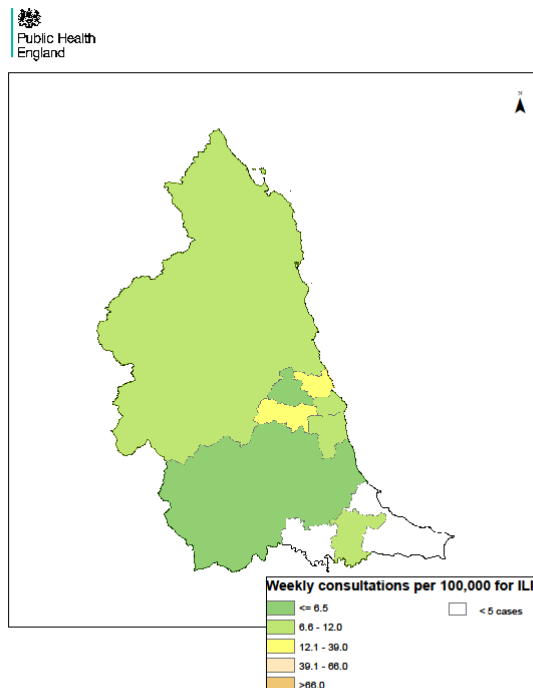 Public Health
England
N
Weekly consultations per 100,000 for ILI
<= 6.5
< 5 cases
6.6 - 12.0
12.1 - 39.0
39.1 - 66.0
>66.0